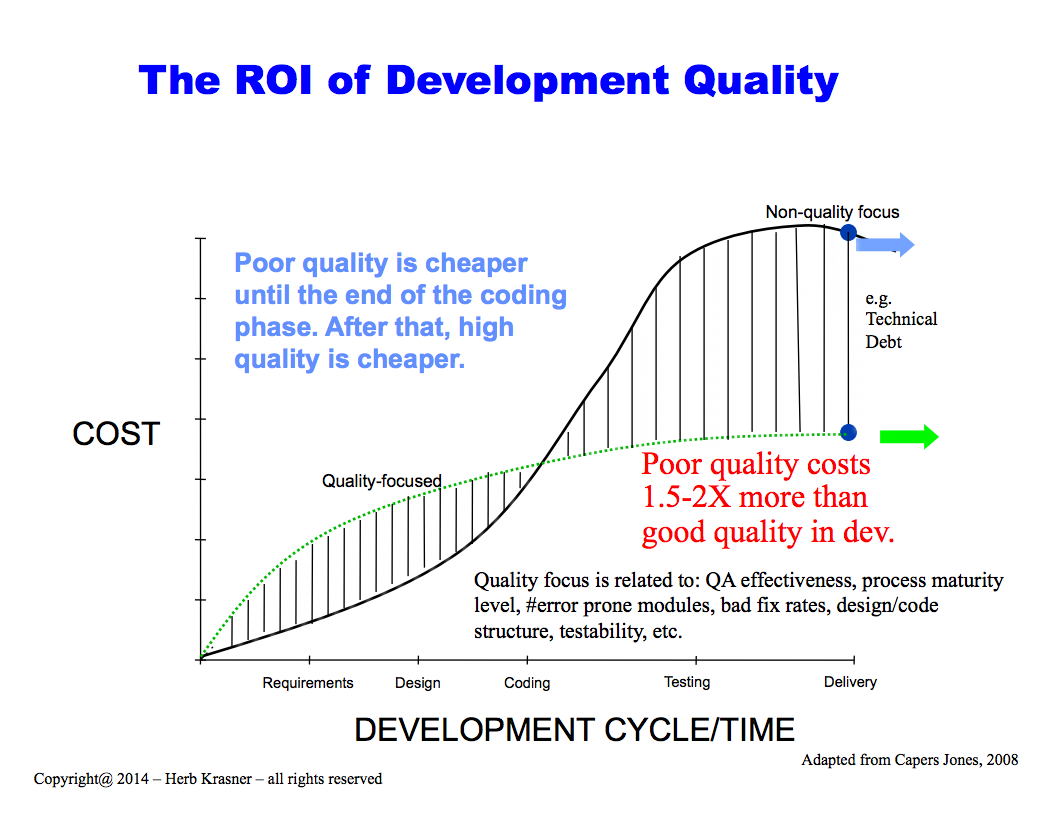 The ROI of Development Quality
Non-quality focus
Poor quality is cheaper
until the end of the coding
phase. After that, high
quality is cheaper.
e.g.
Technical
Debt
COST
Quality-focused
Poor quality costs
1.5-2X more than
good quality in dev.
Quality focus is related to: QA effectiveness, process maturity
level, #error prone modules, bad fix rates, design/code
structure, testability, etc.
Requirements Design Coding Testing Delivery
DEVELOPMENT CYCLE/TIME
Adapted from Capers Jones, 2008
Copyright@ 2014 – Herb Krasner – all rights reserved